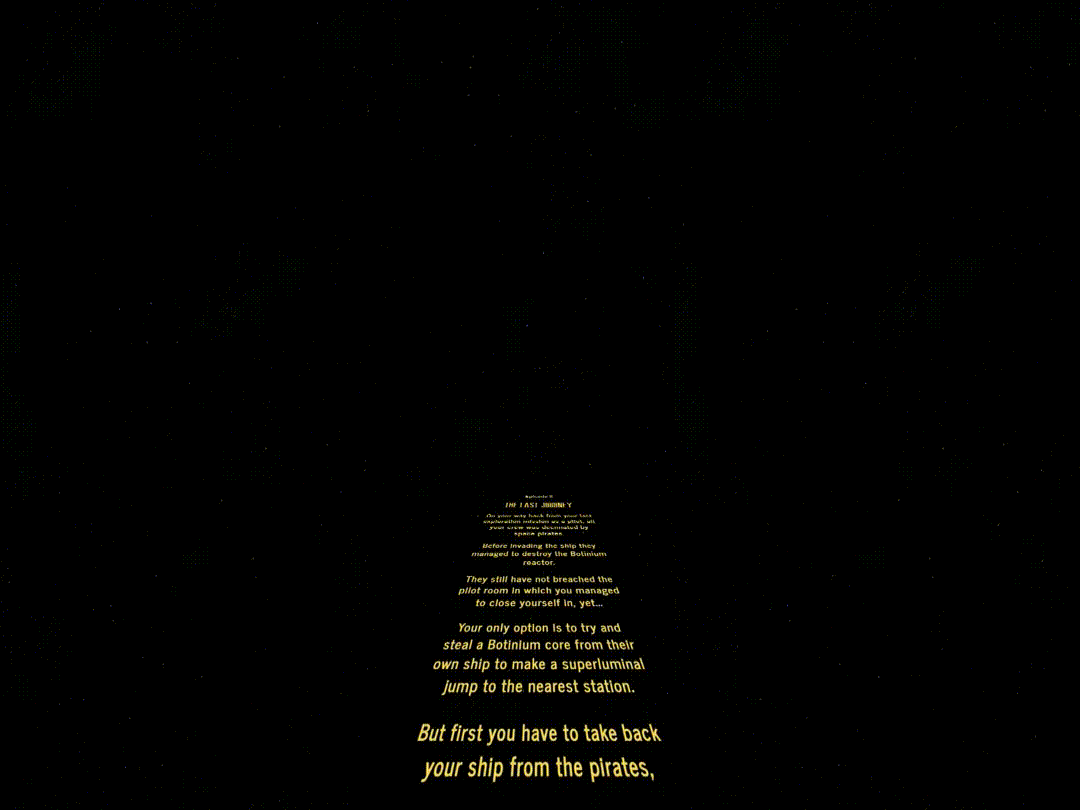 THE LAST JOURNEY
On your way back from your last
exploration mission as a pilot, all
your crew was decimated by
space pirates.
Before invading the ship they
managed to destroy the Botinium
reactor.
They still have not breached the
pilot room in which you managed
to close yourself in, yet...
Your only option is to try and
steal a Botinium core from their
own ship to make a superluminal
jump to the nearest station.
But first you have to take back
your ship from the pirates,